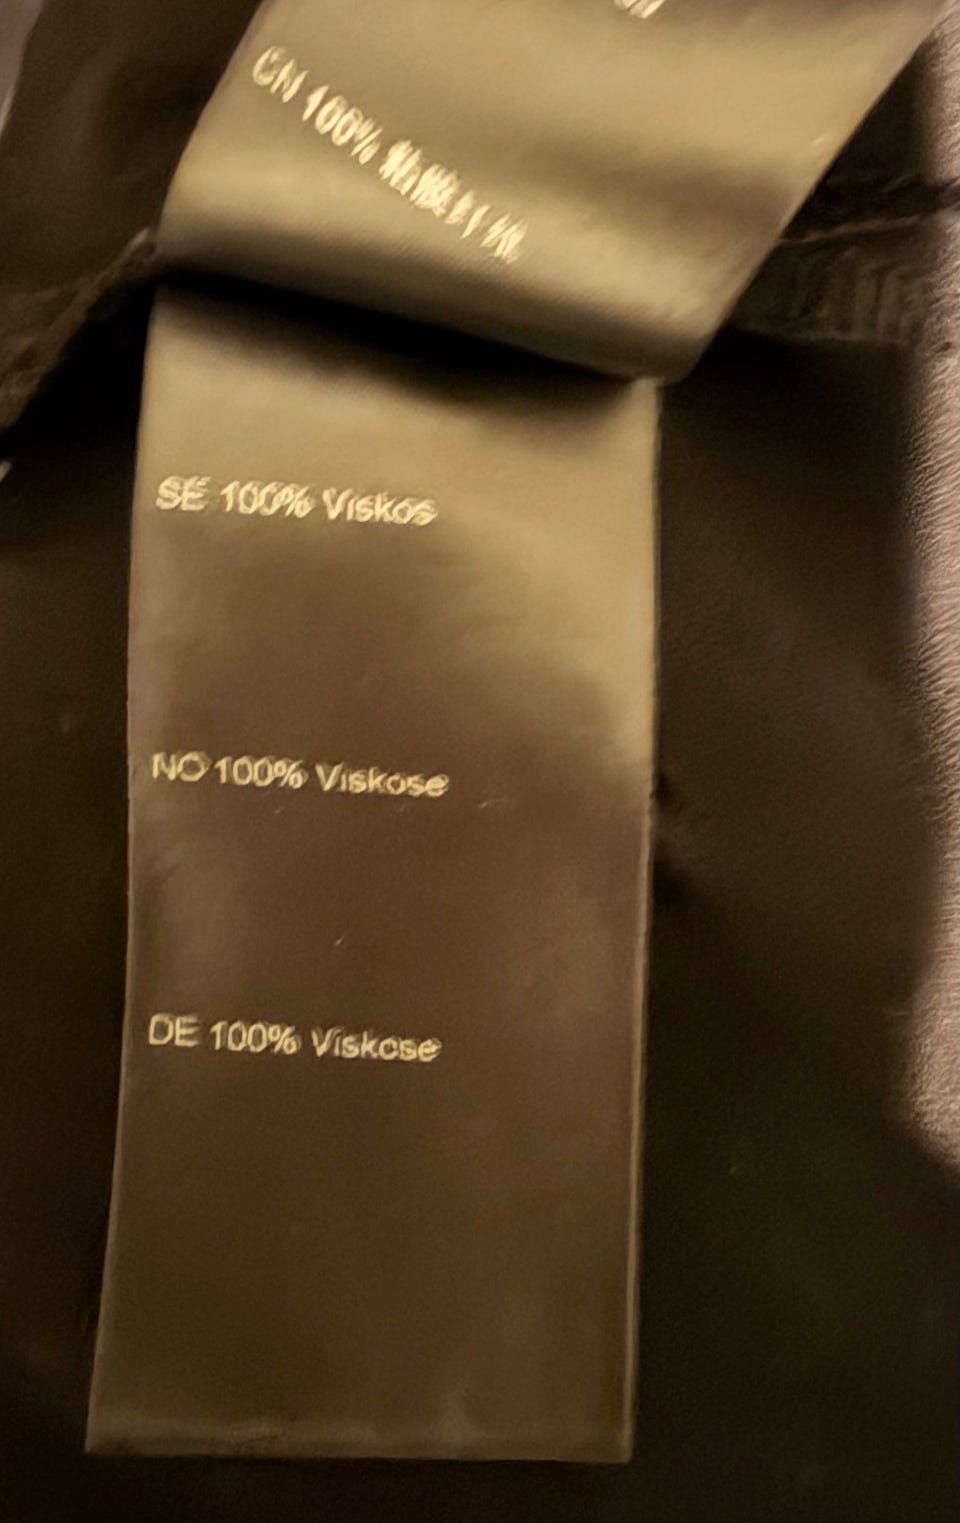 CN 100%
SE 100% Viskos
NO 100% Viskose
DE 100% Viskose